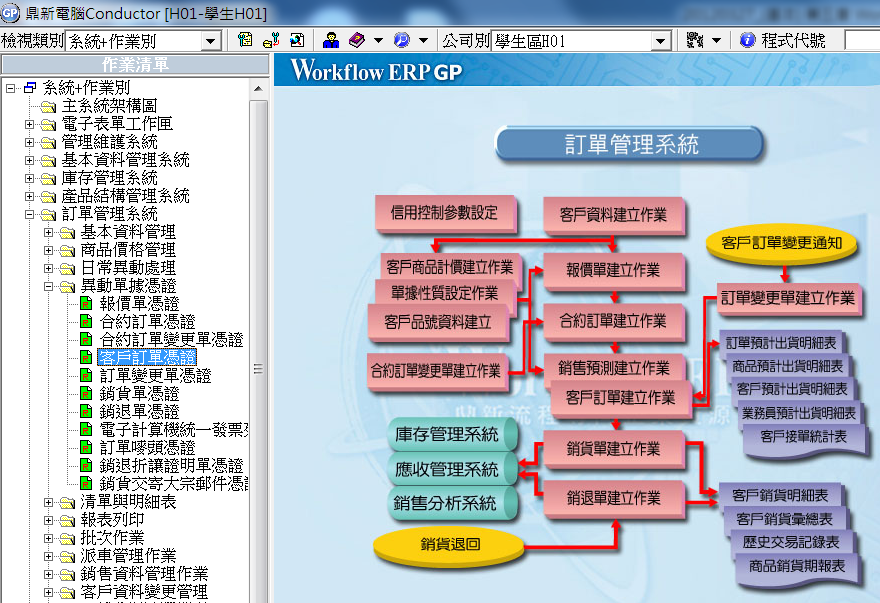 鼎新電腦Conductor [H01-學生H01]
檢視類別 系統+作業別 公司別 學生區H01 程式代號
作業清單
系統+作業別
主系統架構圖
電子表單工作匣
管理維護系統
基本資料管理系統
庫存管理系統
產品結構管理系統
訂單管理系統
基本資料管理
商品價格管理
日常異動處理
異動單據憑證
報價單憑證
合約訂單憑證
合約訂單變更單憑證
客戶訂單憑證
訂單變更單憑證
銷貨單憑證
銷退單憑證
電子計算機統一發票
訂單嘜頭憑證
銷退折讓證明單憑證
銷貨交寄大宗郵件憑
清單與明細表
報表列印
批次作業
派車管理作業
銷售資料管理作業
客戶資料變更管理
Workflow ERP GP
訂單管理系統
信用控制參數設定
客戶資料建立作業
客戶訂單變更通知
客戶商品計價建立作業
報價單建立作業
單據性質設定作業
訂單變更單建立作業
客戶品號資料建立
合約訂單建立作業
訂單預計出貨明細表
合約訂單變更單建立作業
銷售預測建立作業
商品預計出貨明細表
客戶訂單建立作業
客戶預計出貨明細表
業務員預計出貨明細表
庫存管理系統
客戶接單統計表
銷貨單建立作業
應收管理系統
銷售分析系統
銷退單建立作業
客戶銷貨明細表
客戶銷貨彙總表
銷貨退回
歷史交易記錄表
商品銷貨期報表